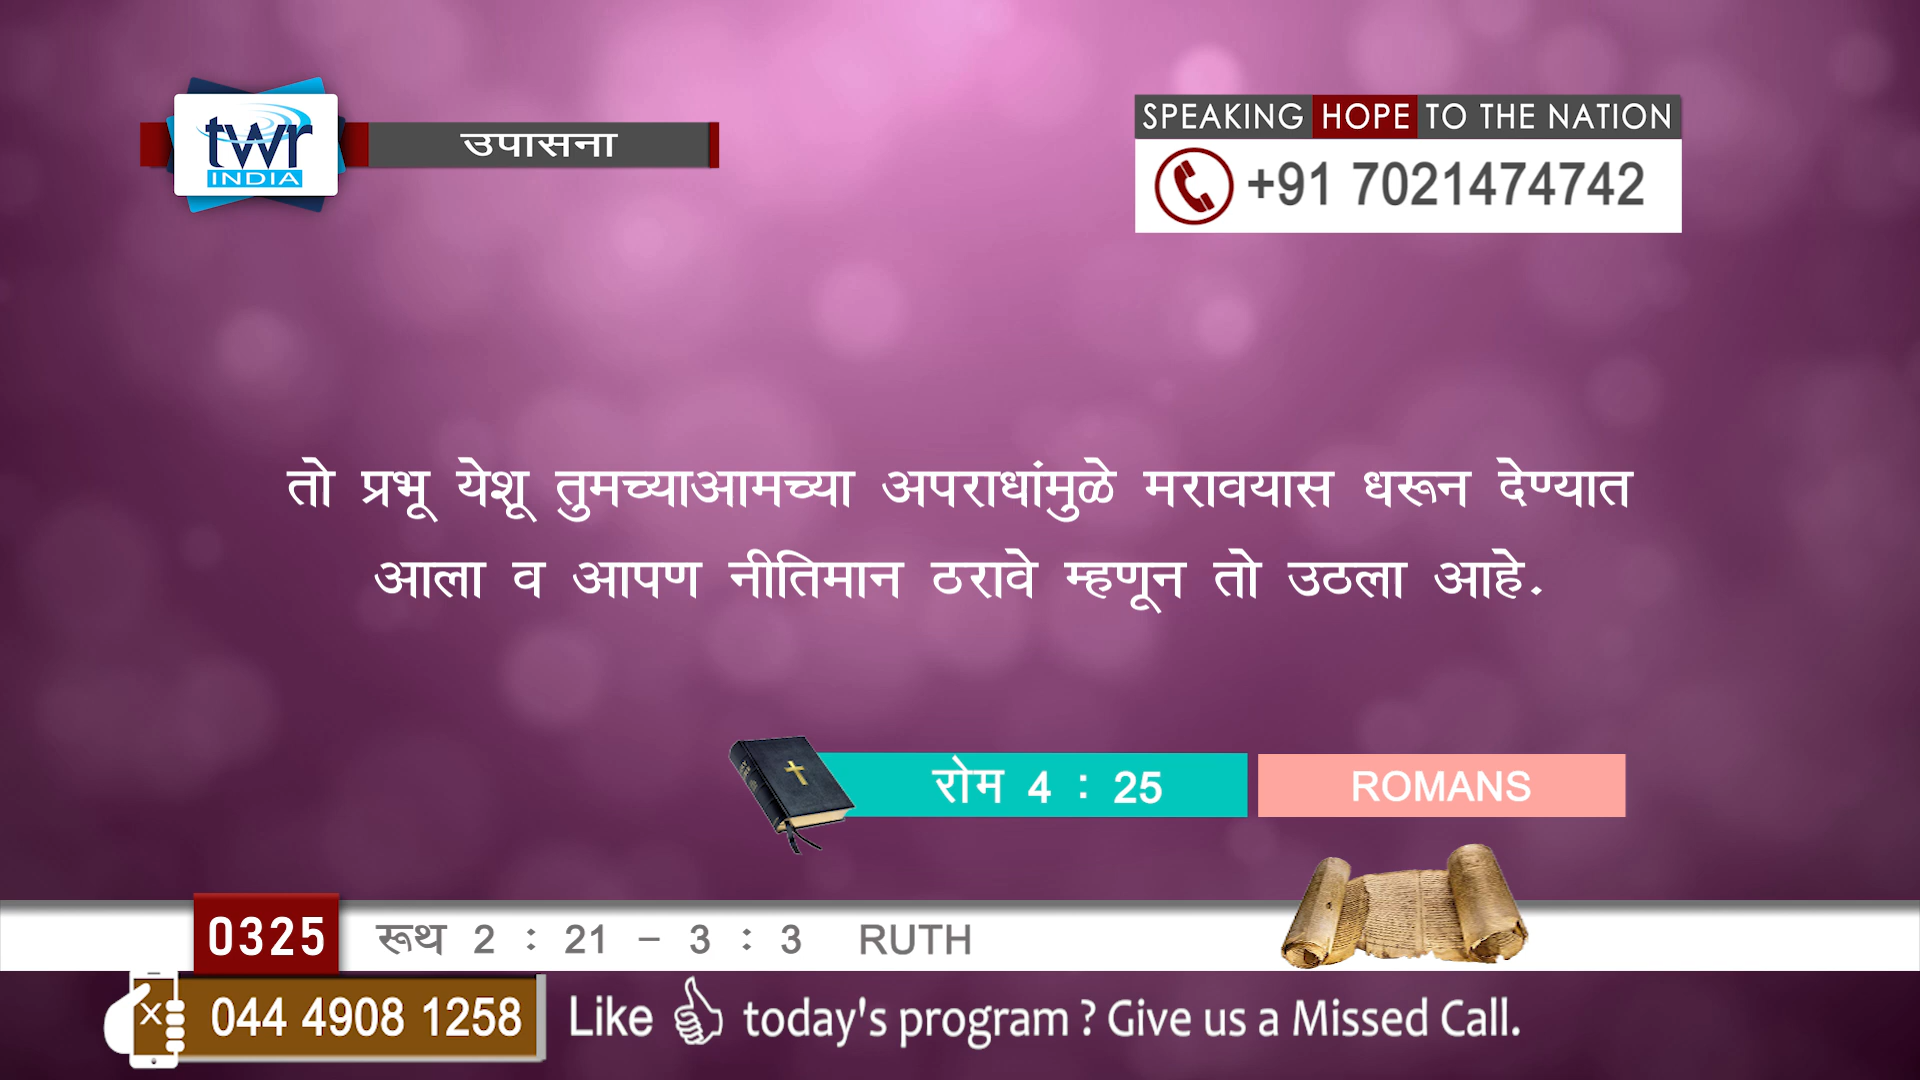 twr
INDIA
उपासना
SPEAKING HOPE TO THE NATION
+91 7021474742
तो प्रभू येशू तुमच्याआमच्या अपराधांमुळे मरावयास धरून देण्यात
आला व आपण नीतिमान ठरावे म्हणून तो उठला आहे.
रोम 4 : 25
ROMANS
0325 रूथ 2 : 21 - 3 : 3 RUTH
044 4908 1258 Like today's program ? Give us a Missed Call.